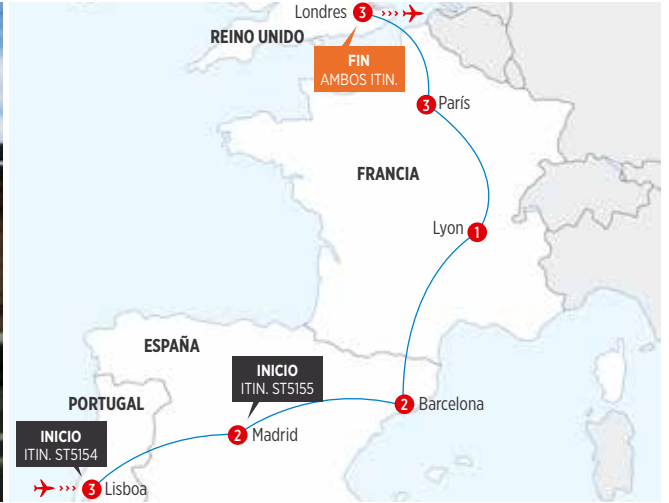 Londres 3
REINO UNIDO
FIN
AMBOS ITIN.
3 París
FRANCIA
Lyon 1
ESPAÑA
INICIO
ITIN. ST5155
PORTUGAL
2 Barcelona
2 Madrid
INICIO
ITIN. ST5154
3 Lisboa